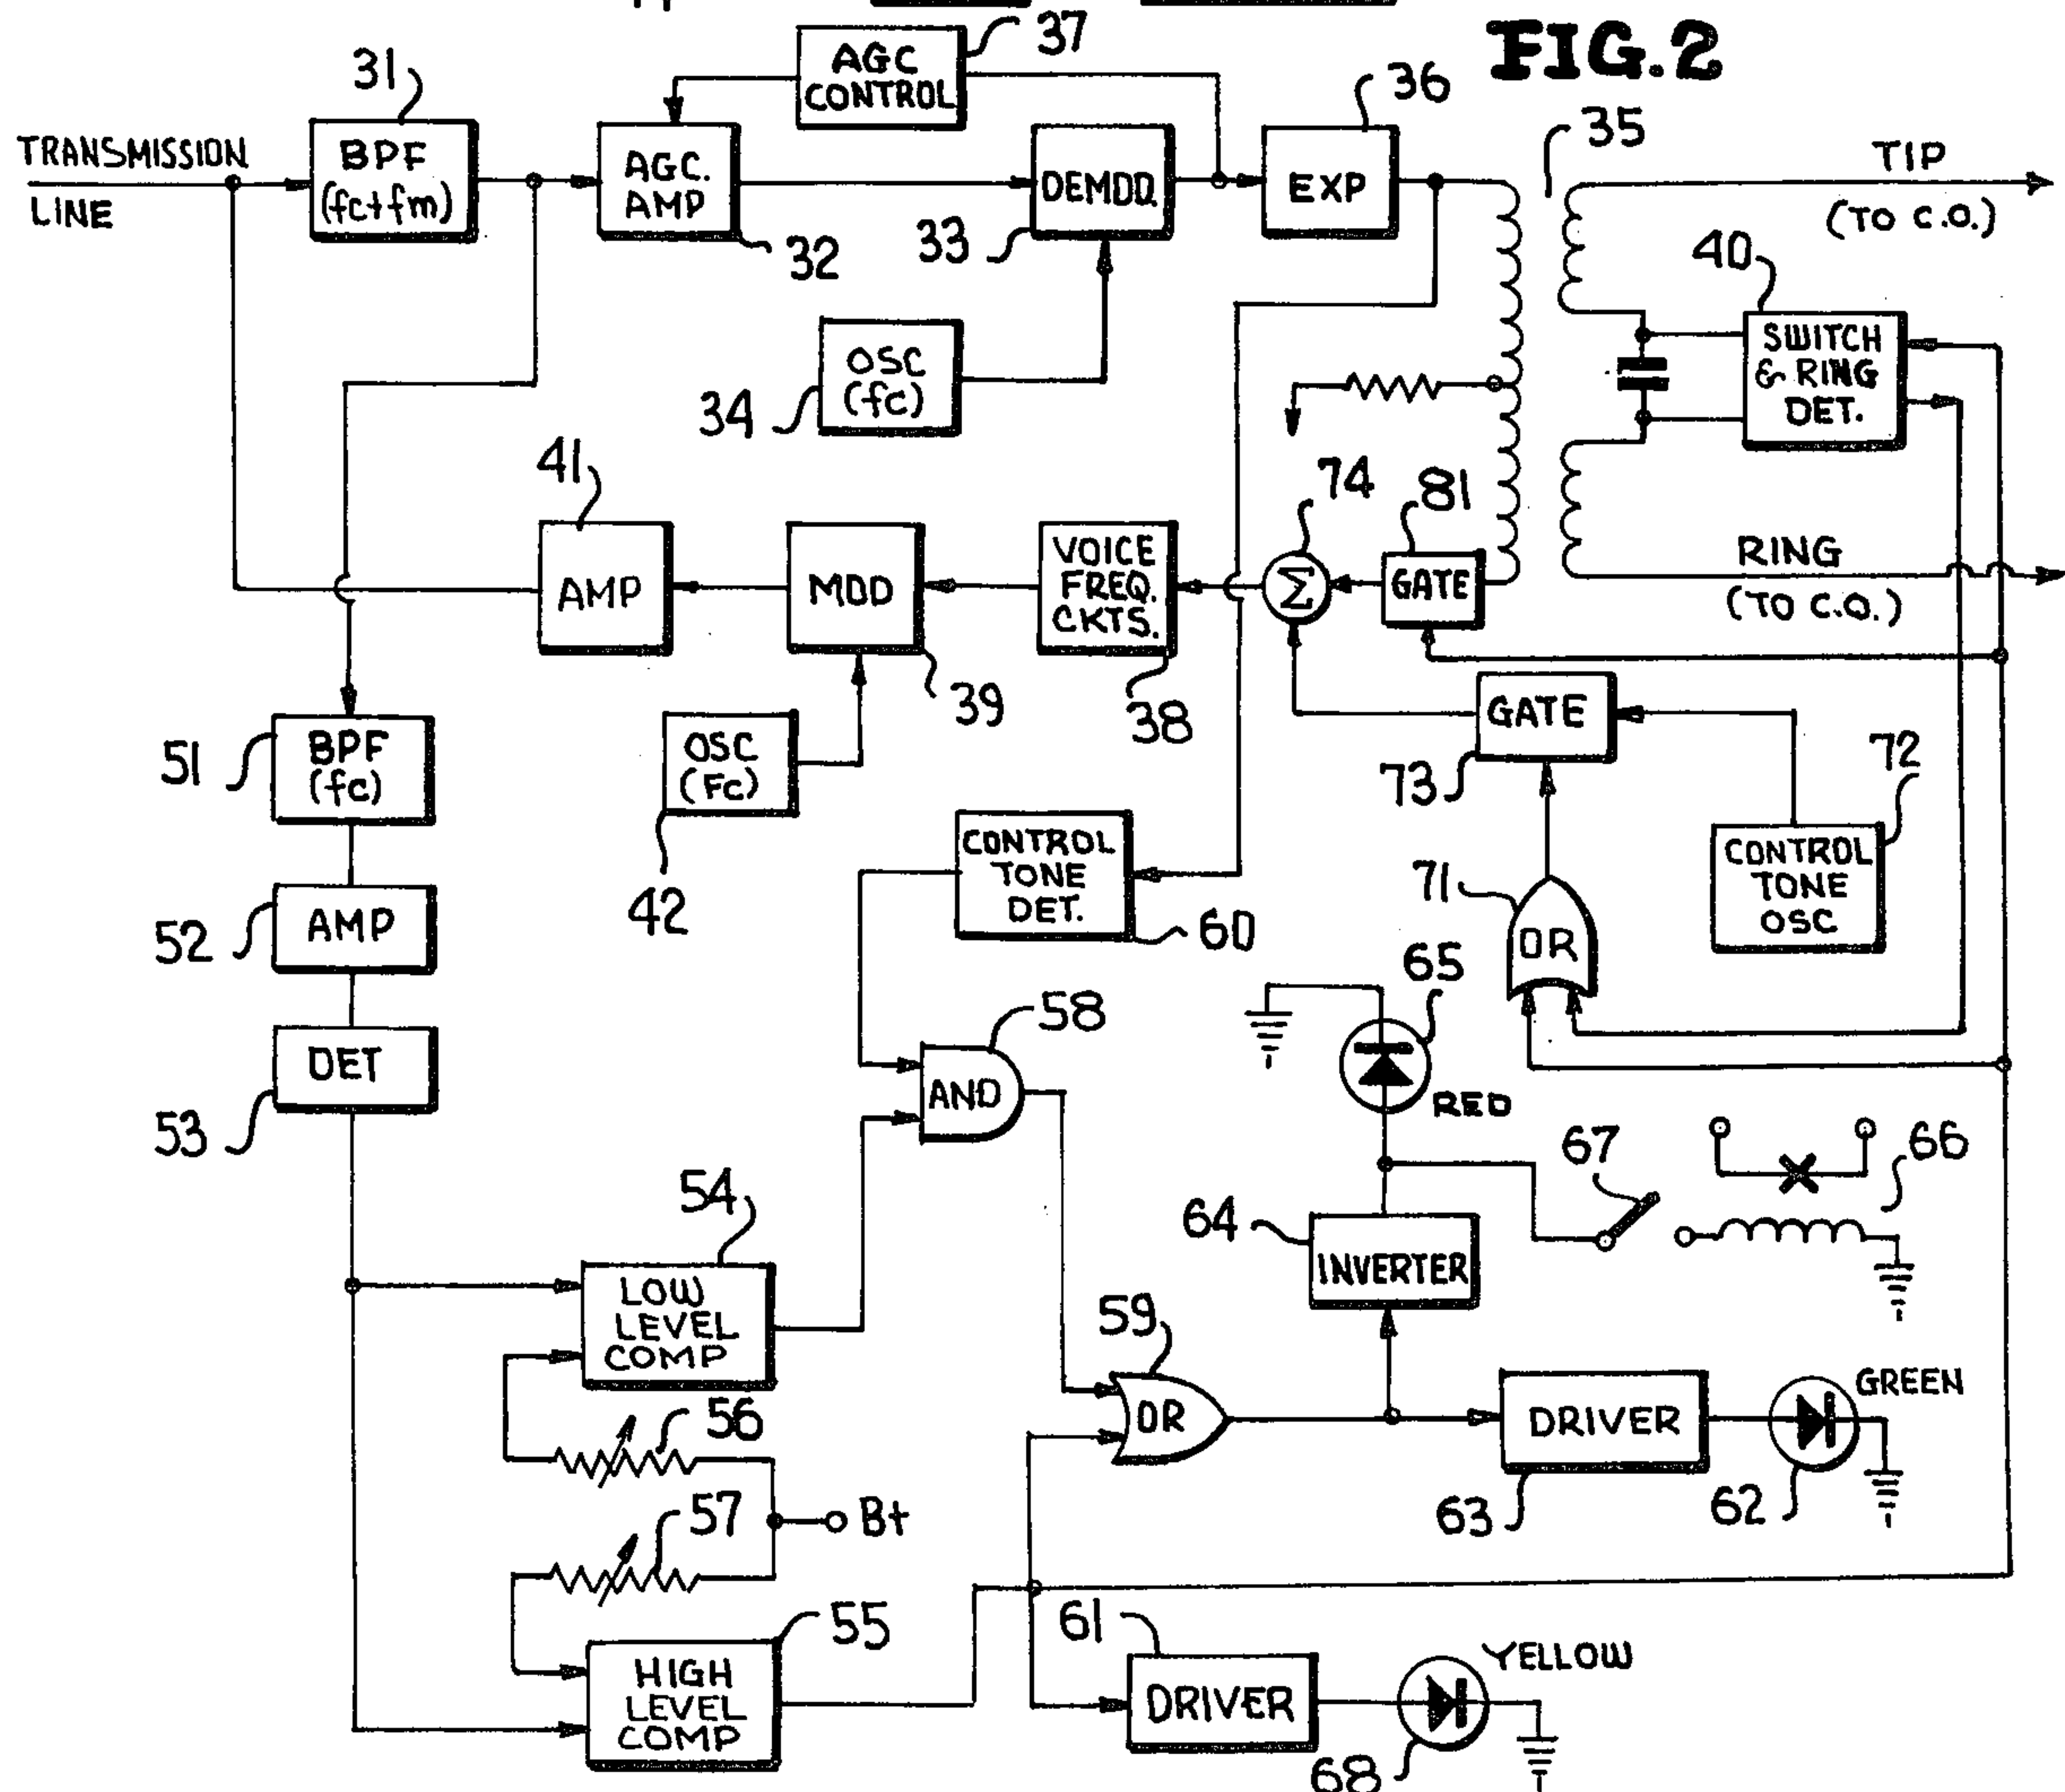 FIG.2
37
AGC
CONTROL
31
36
35
TRANSMISSION
LINE
BPF
(fc+fm)
AGC.
AMP
32
DEMOD.
33
EXP
TIP
(TO C.O.)
40
SWITCH
& RING
DET.
OSC
(fc)
34
41
AMP
MOD
39
VOICE
FREQ.
CKTS.
38
74
Σ
81
GATE
RING
(TO C.O.)
51
BPF
(fc)
OSC
(Fc)
42
GATE
73
72
CONTROL
TONE
OSC
CONTROL
TONE
DET.
60
71
OR
52
AMP
65
RED
58
AND
53
DET
67
66
54
LOW
LEVEL
COMP
64
INVERTER
59
OR
56
GREEN
DRIVER
63
62
57
B+
55
HIGH
LEVEL
COMP
61
DRIVER
YELLOW
68